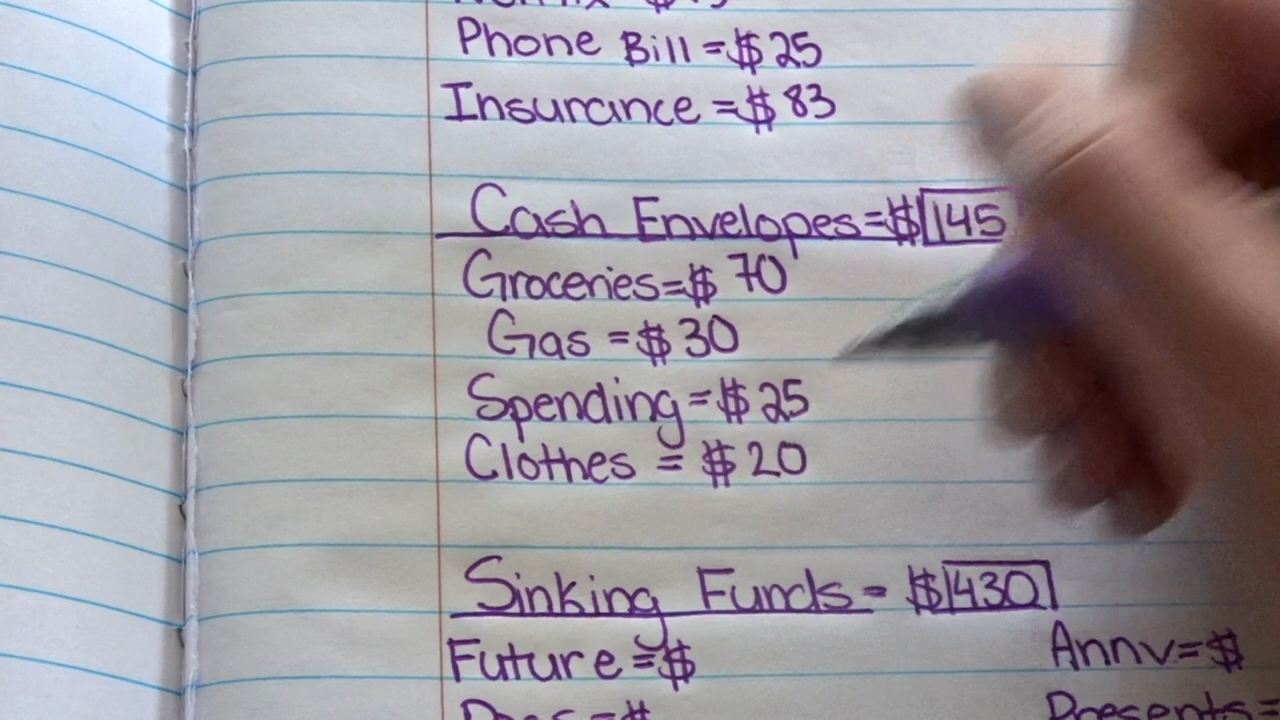 Phone Bill = $25
Insurance = $83
Cash Envelopes = $145
Groceries = $70
Gas = $30
Spending = $25
Clothes = $20
Sinking Funds = $430
Future = $
Annv = $
Presents =